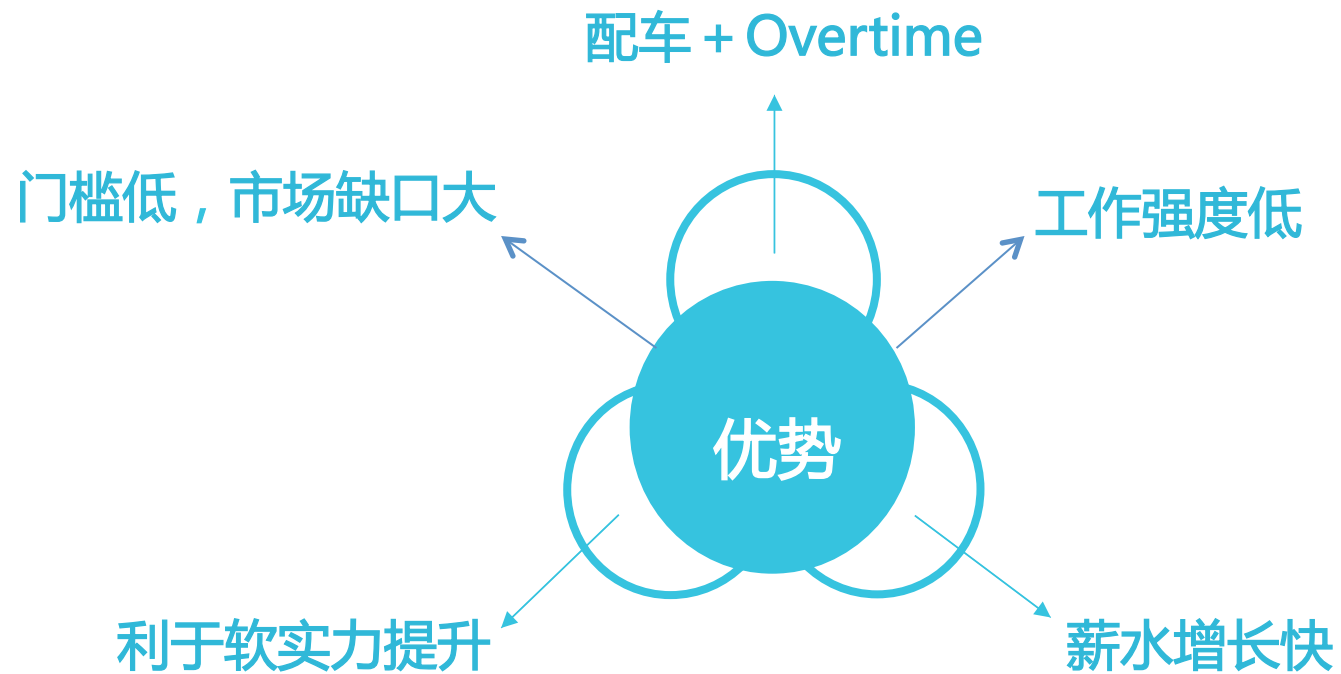 配车 + Overtime
门槛低，市场缺口大
工作强度低
优势
利于软实力提升
薪水增长快